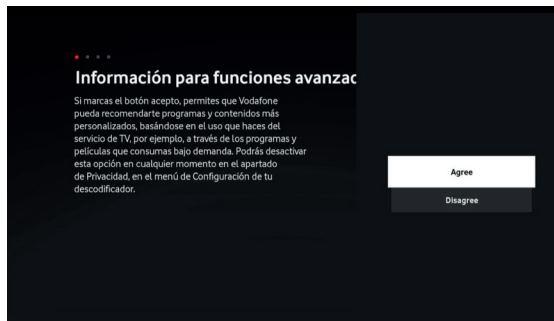 Información para funciones avanzac
Si marcas el botón acepto, permites que Vodafone
pueda recomendarte programas y contenidos más
personalizados, basándose en el uso que haces del
servicio de TV, por ejemplo, a través de los programas y
películas que consumas bajo demanda. Podrás desactivar
esta opción en cualquier momento en el apartado
de Privacidad, en el menú de Configuración de tu
descodificador.
Agree
Disagree